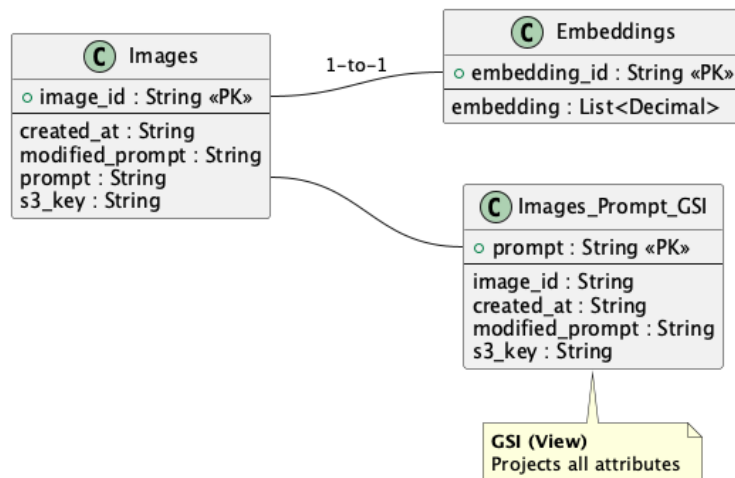 C Images
image_id : String «PK»
created_at : String
modified_prompt : String
prompt : String
s3_key : String
1-to-1
C Embeddings
embedding_id : String «PK»
embedding : List<Decimal>
C Images_Prompt_GSI
prompt : String «PK»
image_id : String
created_at : String
modified_prompt : String
s3_key : String
GSI (View)
Projects all attributes